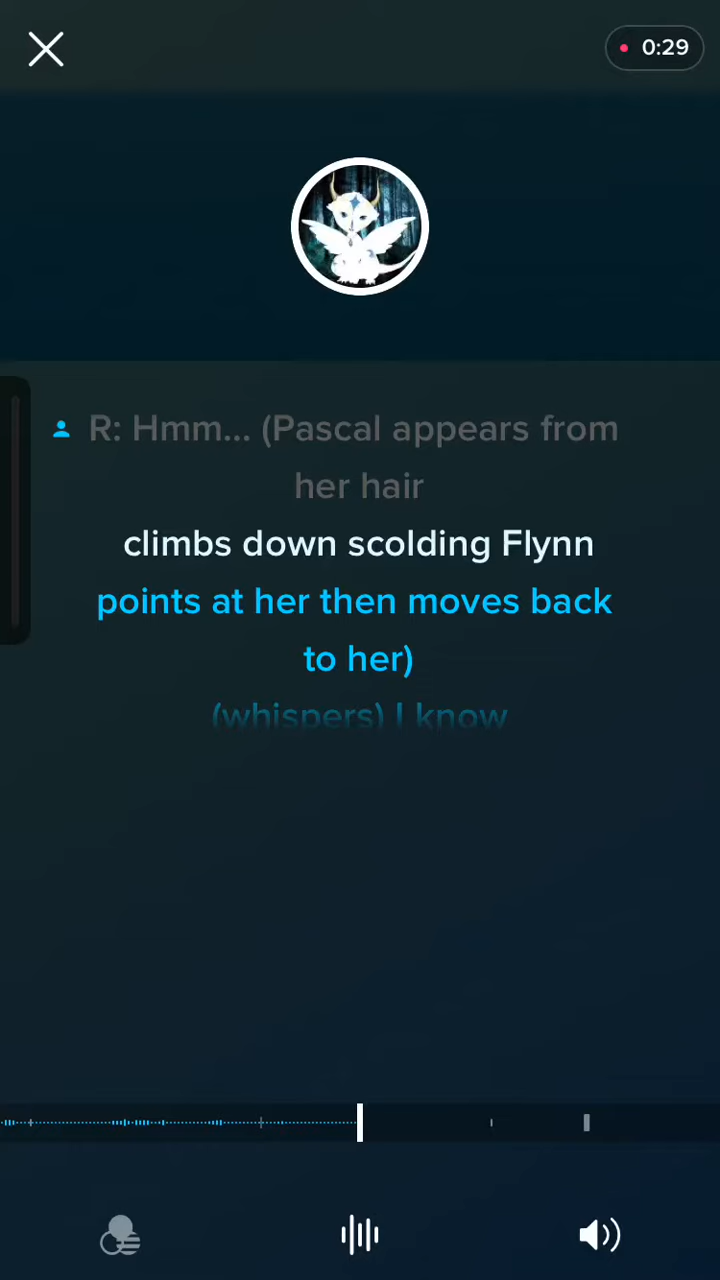 0:29
R: Hmm... (Pascal appears from
her hair
climbs down scolding Flynn
points at her then moves back
to her)
(whispers) I know